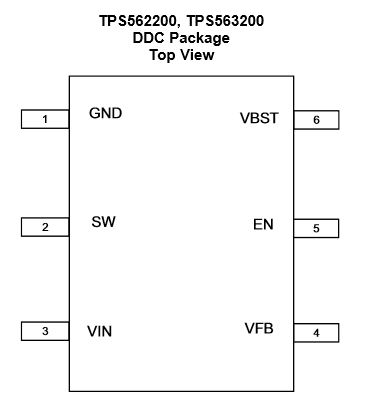 TPS562200, TPS563200
DDC Package
Top View
1 GND VBST 6
2 SW EN 5
3 VIN VFB 4